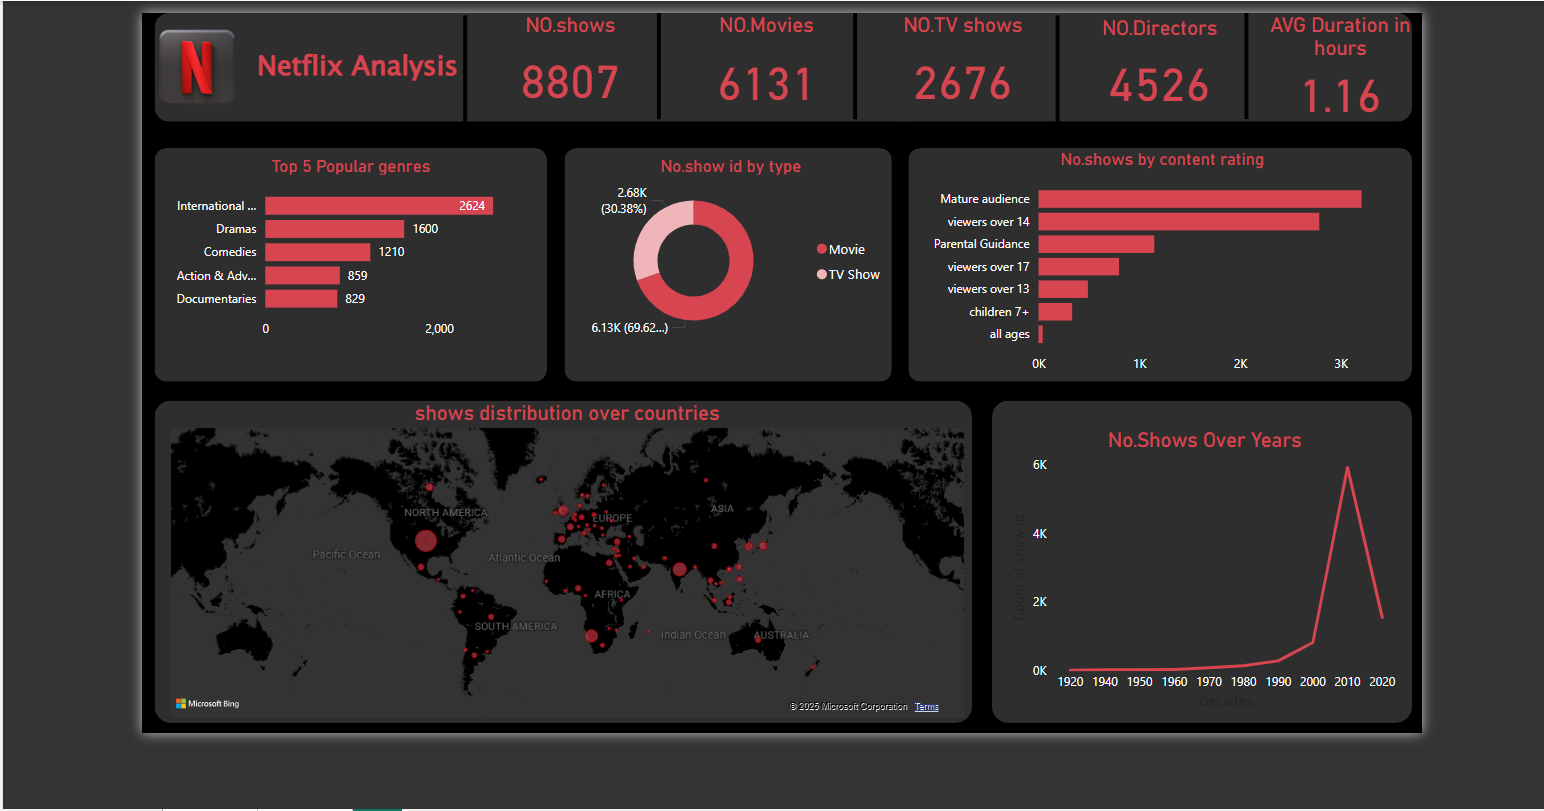 N
Netflix Analysis
NO.shows
8807
NO.Movies
6131
NO.TV shows
2676
NO.Directors
4526
AVG Duration in
hours
1.16
Top 5 Popular genres
International ...
2624
Dramas
1600
Comedies
1210
Action & Adv...
859
Documentaries
829
0
2,000
No.show id by type
2.68K
(30.38%)
6.13K (69.62...)
Movie
TV Show
No.shows by content rating
Mature audience
viewers over 14
Parental Guidance
viewers over 17
viewers over 13
children 7+
all ages
0K
1K
2K
3K
shows distribution over countries
NORTH AMERICA
EUROPE
ASIA
Pacific Ocean
Atlantic Ocean
AFRICA
SOUTH AMERICA
Indian Ocean
AUSTRALIA
Microsoft Bing
© 2025 Microsoft Corporation
Terms
No.Shows Over Years
6K
4K
2K
0K
Count of show id
1920
1940
1950
1960
1970
1980
1990
2000
2010
2020
Decades